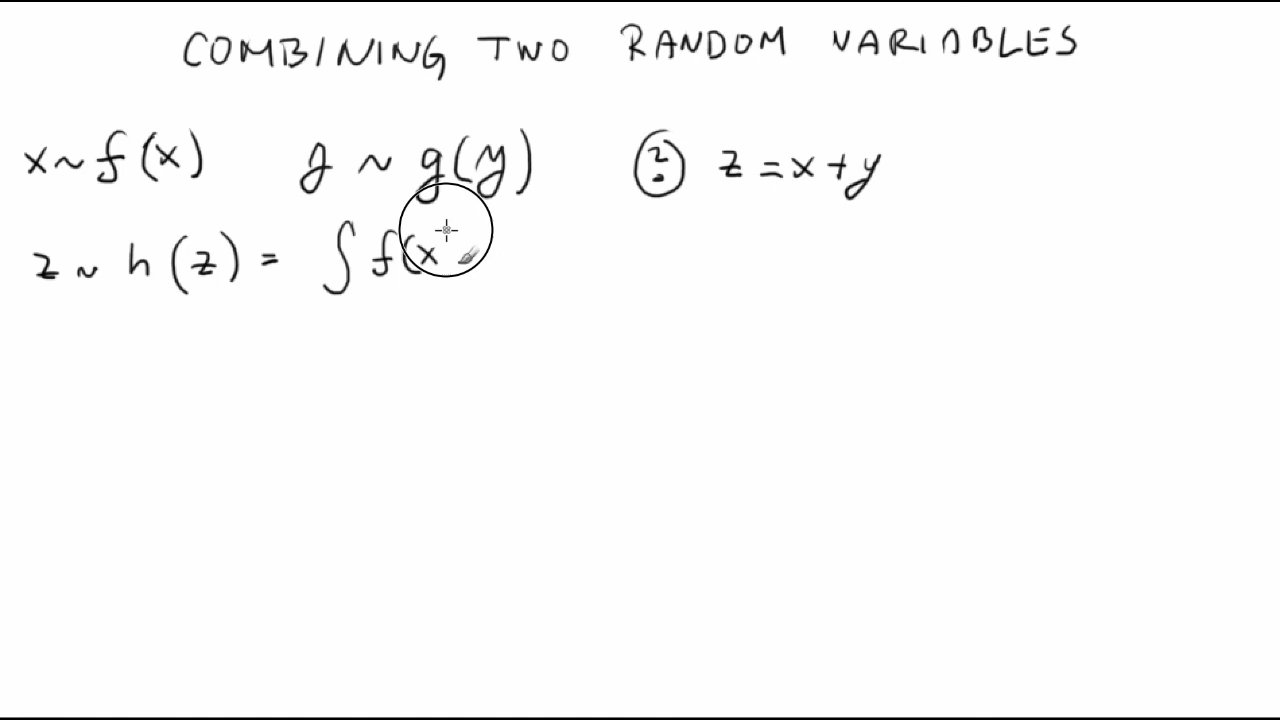 COMBINING TWO RANDOM VARIABLES
x ~ f(x) y ~ g(y) ? z = x + y
z ~ h(z) = ∫ f(x